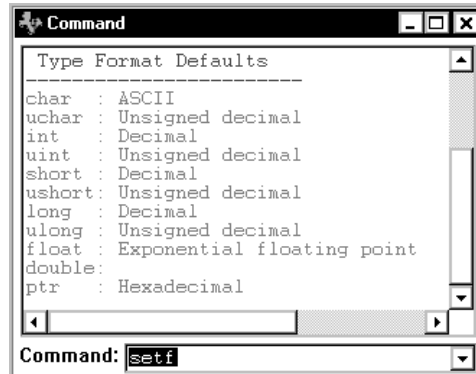 Command
Type Format Defaults
------------------------
char : ASCII
uchar : Unsigned decimal
int : Decimal
uint : Unsigned decimal
short : Decimal
ushort: Unsigned decimal
long : Decimal
ulong : Unsigned decimal
float : Exponential floating point
double:
ptr : Hexadecimal
Command: setf